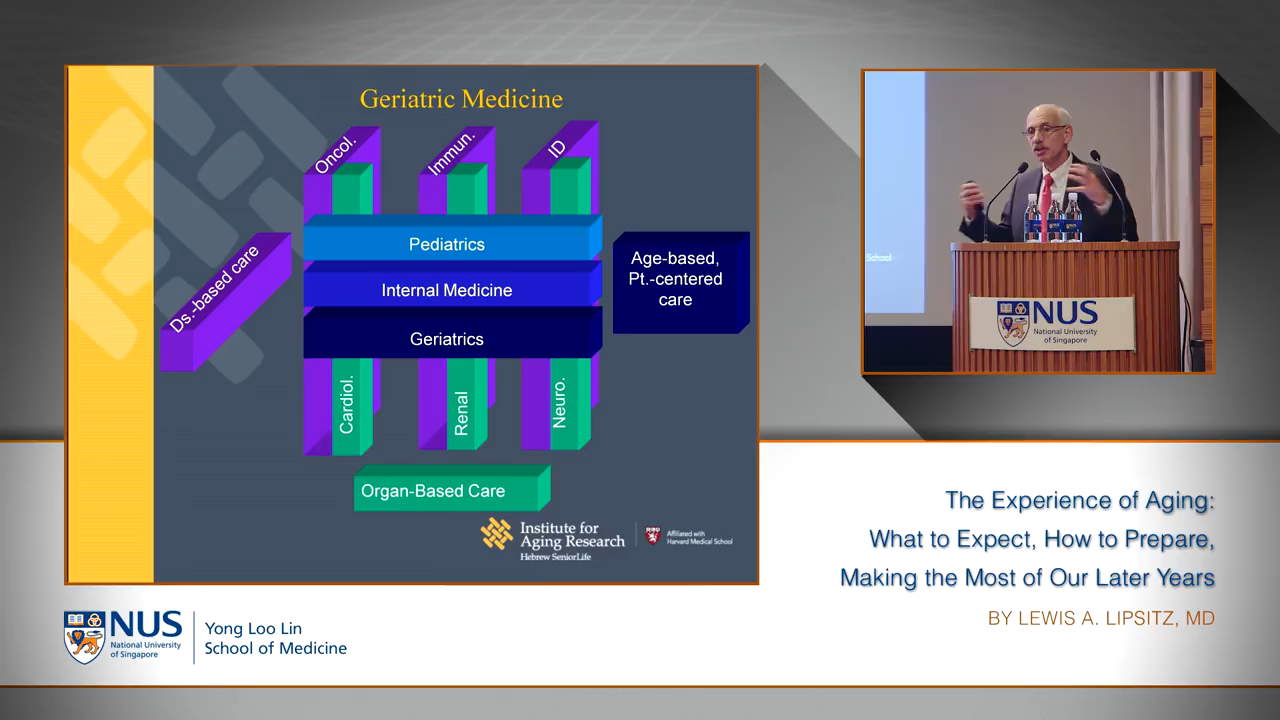 Geriatric Medicine
Oncol.
Immun.
ID
Pediatrics
Internal Medicine
Geriatrics
Ds.-based care
Age-based,
Pt.-centered
care
Cardiol.
Renal
Neuro.
Organ-Based Care
Institute for
Aging Research
Hebrew SeniorLife
Affiliated with
Harvard Medical School
School
NUS
National University
of Singapore
The Experience of Aging:
What to Expect, How to Prepare,
Making the Most of Our Later Years
BY LEWIS A. LIPSITZ, MD
NUS
National University
of Singapore
Yong Loo Lin
School of Medicine